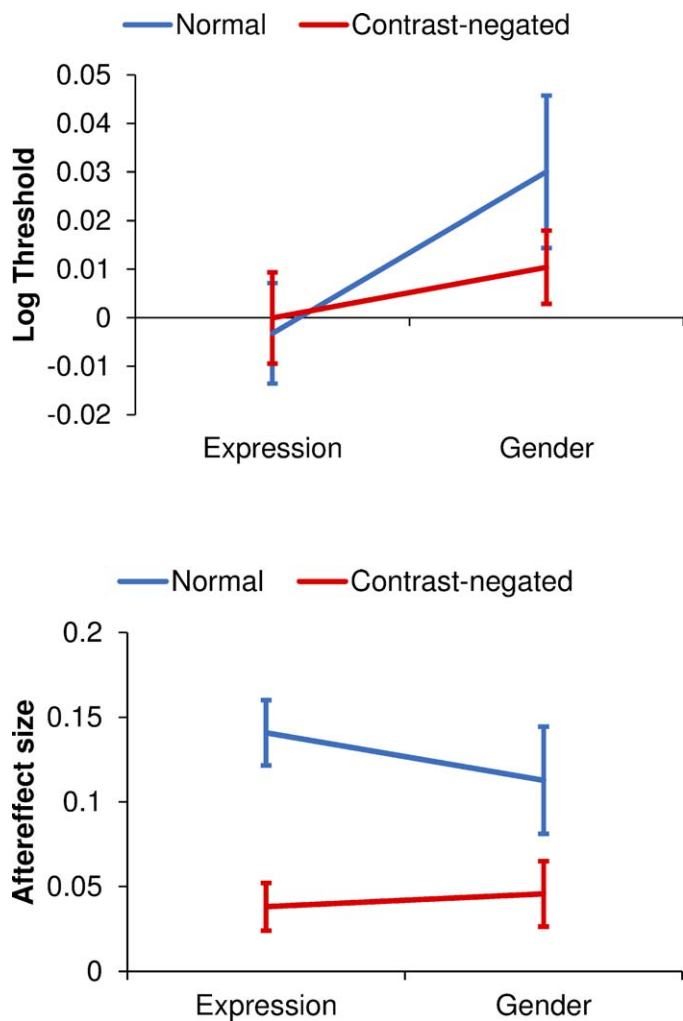 Normal Contrast-negated
0.05
0.04
0.03
0.02
0.01
0
-0.01
-0.02
Log Threshold
Expression Gender
Normal Contrast-negated
0.2
0.15
0.1
0.05
0
Aftereffect size
Expression Gender